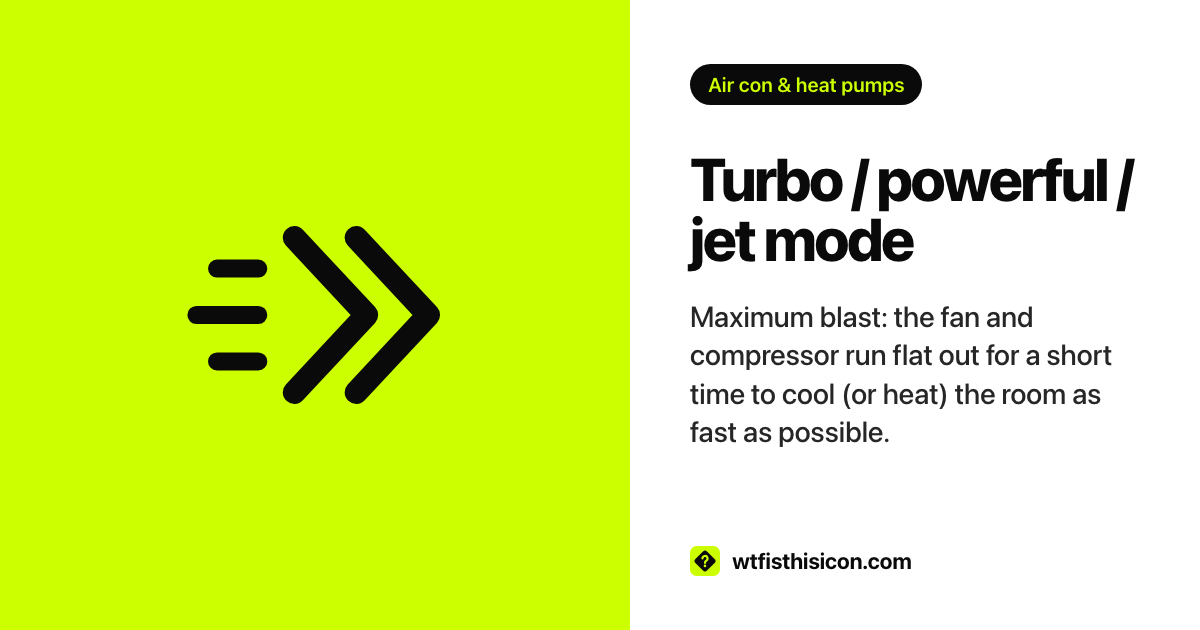 Air con & heat pumps
Turbo / powerful /
jet mode
Maximum blast: the fan and
compressor run flat out for a short
time to cool (or heat) the room as
fast as possible.
?
wtfisthisicon.com